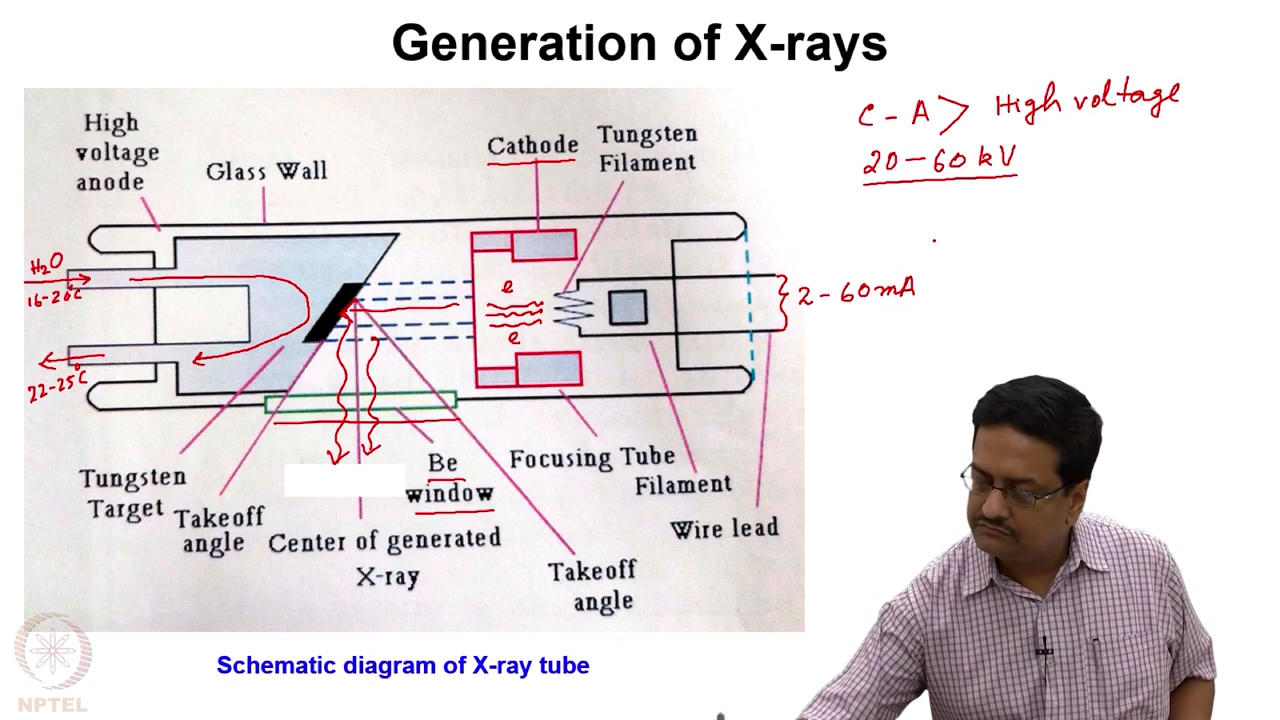 Generation of X-rays
High
voltage
anode
Glass Wall
Cathode
Tungsten
Filament
C - A > High voltage
20-60 kV
H₂O
16-20°C
22-25°C
e
e
2-60mA
Tungsten
Target
Takeoff
angle
Center of generated
X-ray
Be
window
Takeoff
angle
Focusing Tube
Filament
Wire lead
Schematic diagram of X-ray tube
NPTEL